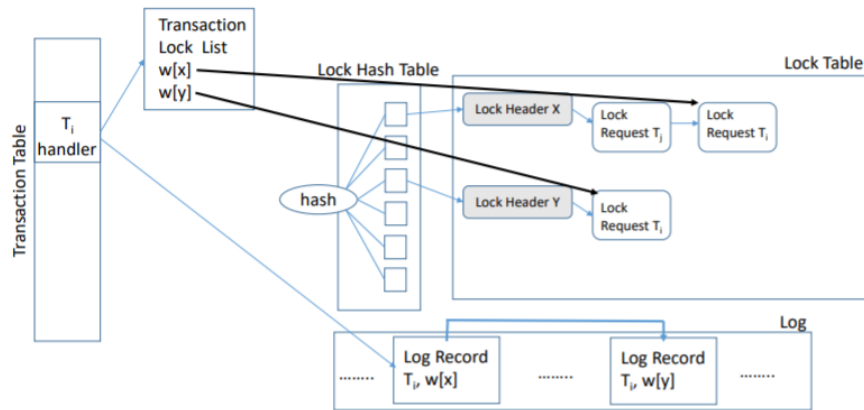 Transaction
Lock List
w[x]
w[y]
Transaction Table
Tᵢ
handler
Lock Hash Table
hash
Lock Table
Lock Header X
Lock
Request Tⱼ
Lock
Request Tᵢ
Lock Header Y
Lock
Request Tᵢ
Log
........
Log Record
Tᵢ, w[x]
........
Log Record
Tᵢ, w[y]
........